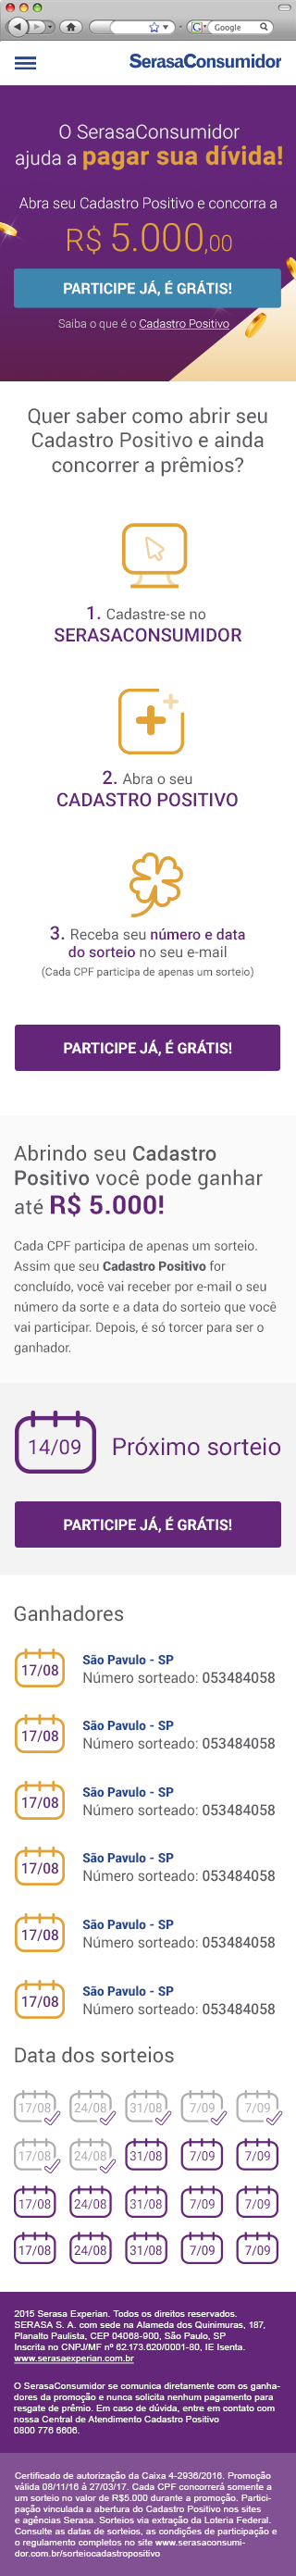 Google
SerasaConsumidor
O SerasaConsumidor
ajuda a pagar sua dívida!
Abra seu Cadastro Positivo e concorra a
R$ 5.000,00
PARTICIPE JÁ, É GRÁTIS!
Saiba o que é o Cadastro Positivo
Quer saber como abrir seu
Cadastro Positivo e ainda
concorrer a prêmios?
1. Cadastre-se no
SERASACONSUMIDOR
2. Abra o seu
CADASTRO POSITIVO
3. Receba seu número e data
do sorteio no seu e-mail
(Cada CPF participa de apenas um sorteio)
PARTICIPE JÁ, É GRÁTIS!
Abrindo seu Cadastro
Positivo você pode ganhar
até R$ 5.000!
Cada CPF participa de apenas um sorteio.
Assim que seu Cadastro Positivo for
concluído, você vai receber por e-mail o seu
número da sorte e a data do sorteio que você
vai participar. Depois, é só torcer para ser o
ganhador.
14/09 Próximo sorteio
PARTICIPE JÁ, É GRÁTIS!
Ganhadores
17/08 São Pavulo - SP
Número sorteado: 053484058
17/08 São Pavulo - SP
Número sorteado: 053484058
17/08 São Pavulo - SP
Número sorteado: 053484058
17/08 São Pavulo - SP
Número sorteado: 053484058
17/08 São Pavulo - SP
Número sorteado: 053484058
17/08 São Pavulo - SP
Número sorteado: 053484058
Data dos sorteios
17/08 24/08 31/08 7/09 7/09
17/08 24/08 31/08 7/09 7/09
17/08 24/08 31/08 7/09 7/09
17/08 24/08 31/08 7/09 7/09
2015 Serasa Experian. Todos os direitos reservados.
SERASA S. A. com sede na Alameda dos Quinimuras, 187,
Planalto Paulista, CEP 04068-900, São Paulo, SP
Inscrita no CNPJ/MF nº 62.173.620/0001-80, IE Isenta.
www.serasaexperian.com.br
O SerasaConsumidor se comunica diretamente com os ganha-
dores da promoção e nunca solicita nenhum pagamento para
resgate de prêmio. Em caso de dúvida, entre em contato com
nossa Central de Atendimento Cadastro Positivo
0800 776 6606.
Certificado de autorização da Caixa 4-2936/2016. Promoção
válida 08/11/16 à 27/03/17. Cada CPF concorrerá somente a
um sorteio no valor de R$5.000 durante a promoção. Partici-
pação vinculada a abertura do Cadastro Positivo nos sites
e agências Serasa. Sorteios via extração da Loteria Federal.
Consulte as datas de sorteios, as condições de participação e
o regulamento completos no site www.serasaconsumi-
dor.com.br/sorteiocadastropositivo